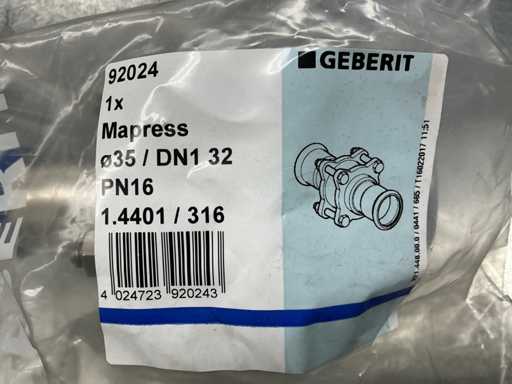 92024
1x
Mapress
ø35 / DN1 32
PN16
1.4401 / 316
4 024723 920243
GEBERIT